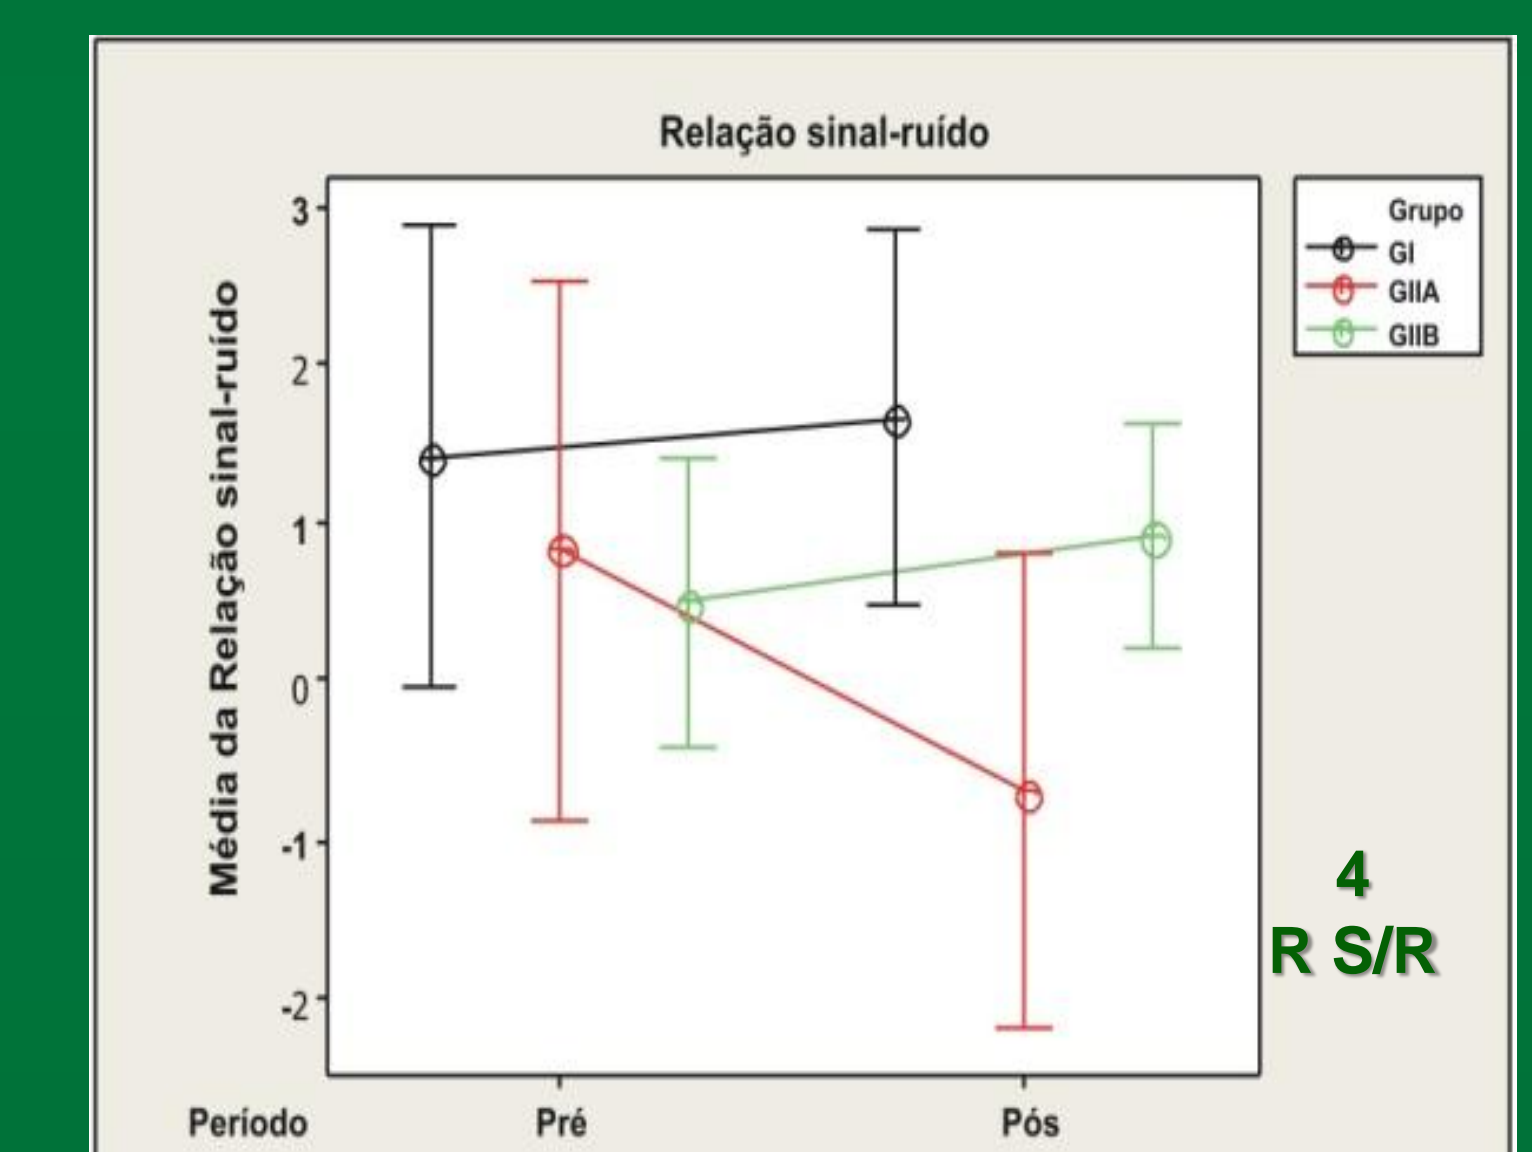 Relação sinal-ruído
Média da Relação sinal-ruído
3
2
1
0
-1
-2
Grupo
GI
GIIA
GIIB
4
R S/R
Período Pré Pós